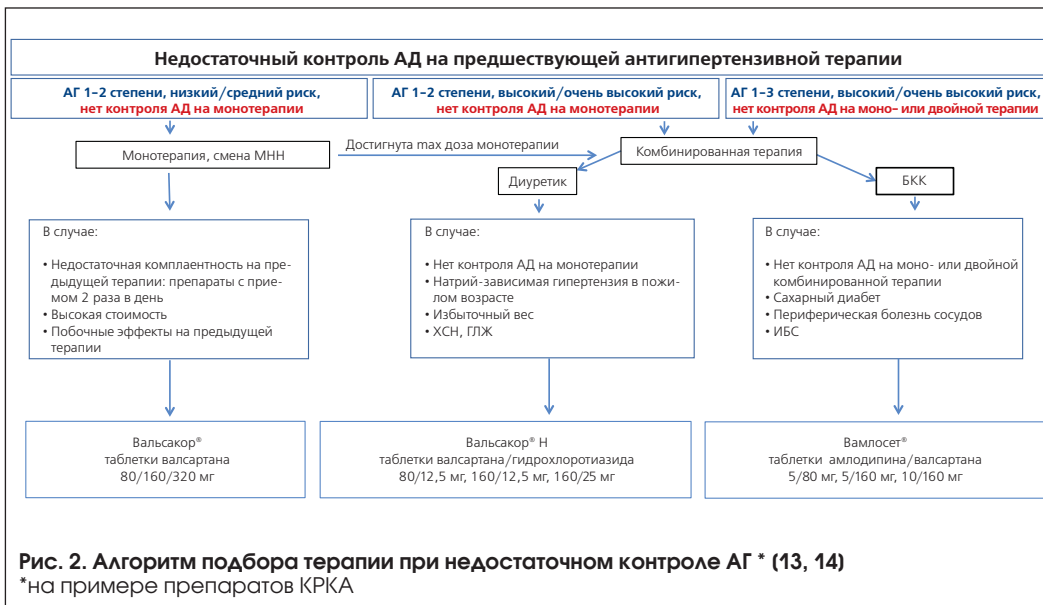 Недостаточный контроль АД на предшествующей антигипертензивной терапии
АГ 1–2 степени, низкий/средний риск,
нет контроля АД на монотерапии
АГ 1–2 степени, высокий/очень высокий риск,
нет контроля АД на монотерапии
АГ 1–3 степени, высокий/очень высокий риск,
нет контроля АД на моно– или двойной терапии
Монотерапия, смена МНН
Достигнута max доза монотерапии
Комбинированная терапия
Диуретик
БКК
В случае:
• Недостаточная комплаентность на пре-
дыдущей терапии: препараты с прие-
мом 2 раза в день
• Высокая стоимость
• Побочные эффекты на предыдущей
терапии
В случае:
• Нет контроля АД на монотерапии
• Натрий-зависимая гипертензия в пожи-
лом возрасте
• Избыточный вес
• ХСН, ГЛЖ
В случае:
• Нет контроля АД на моно- или двойной
комбинированной терапии
• Сахарный диабет
• Периферическая болезнь сосудов
• ИБС
Вальсакор®
таблетки валсартана
80/160/320 мг
Вальсакор® Н
таблетки валсартана/гидрохлоротиазида
80/12,5 мг, 160/12,5 мг, 160/25 мг
Вамлосет®
таблетки амлодипина/валсартана
5/80 мг, 5/160 мг, 10/160 мг
Рис. 2. Алгоритм подбора терапии при недостаточном контроле АГ * (13, 14)
*на примере препаратов КРКА